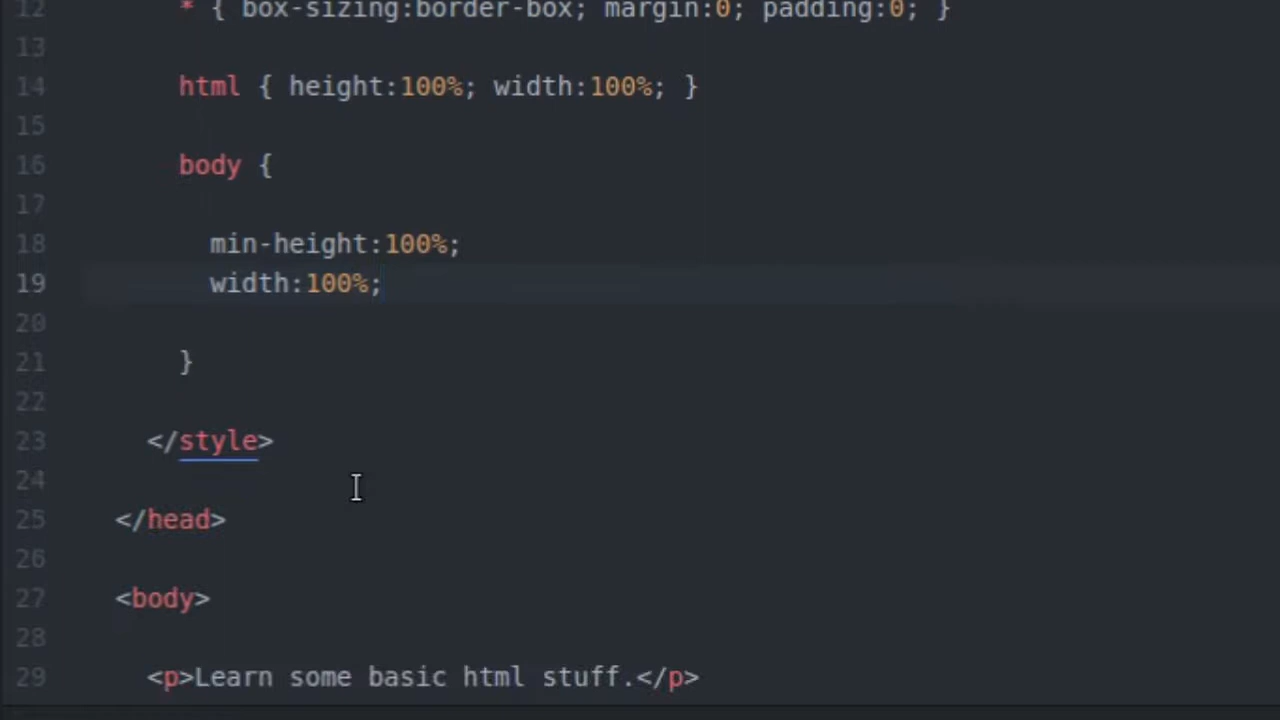 12 * { box-sizing:border-box; margin:0; padding:0; }
13
14 html { height:100%; width:100%; }
15
16 body {
17
18 min-height:100%;
19 width:100%;
20
21 }
22
23 </style>
24
25 </head>
26
27 <body>
28
29 <p>Learn some basic html stuff.</p>